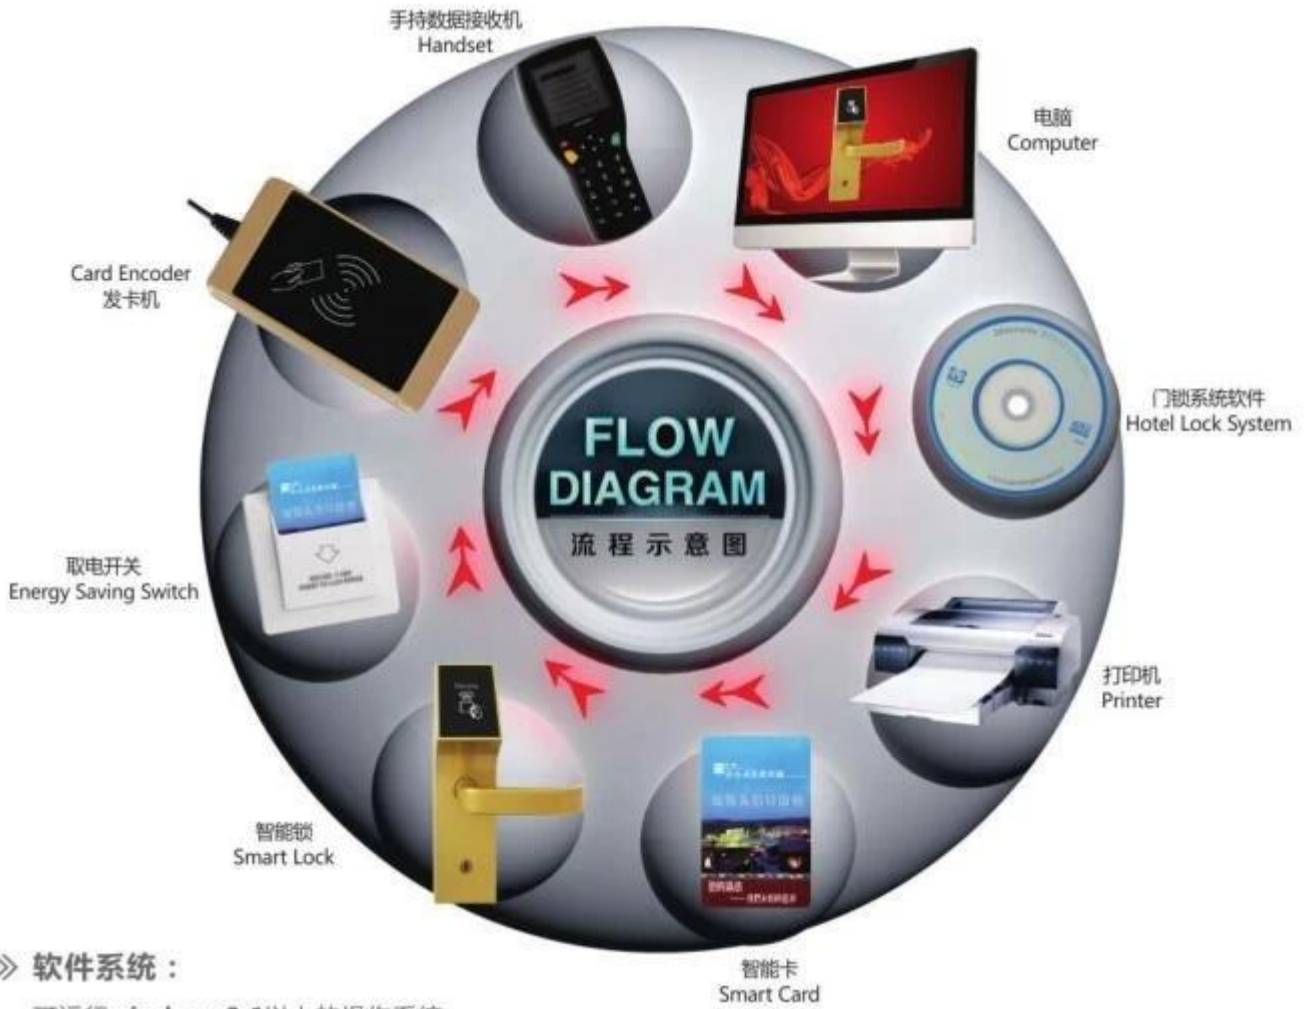 手持数据接收机
Handset
电脑
Computer
Card Encoder
发卡机
门锁系统软件
Hotel Lock System
FLOW
DIAGRAM
流程示意图
取电开关
Energy Saving Switch
打印机
Printer
智能锁
Smart Lock
智能卡
Smart Card
» 软件系统：